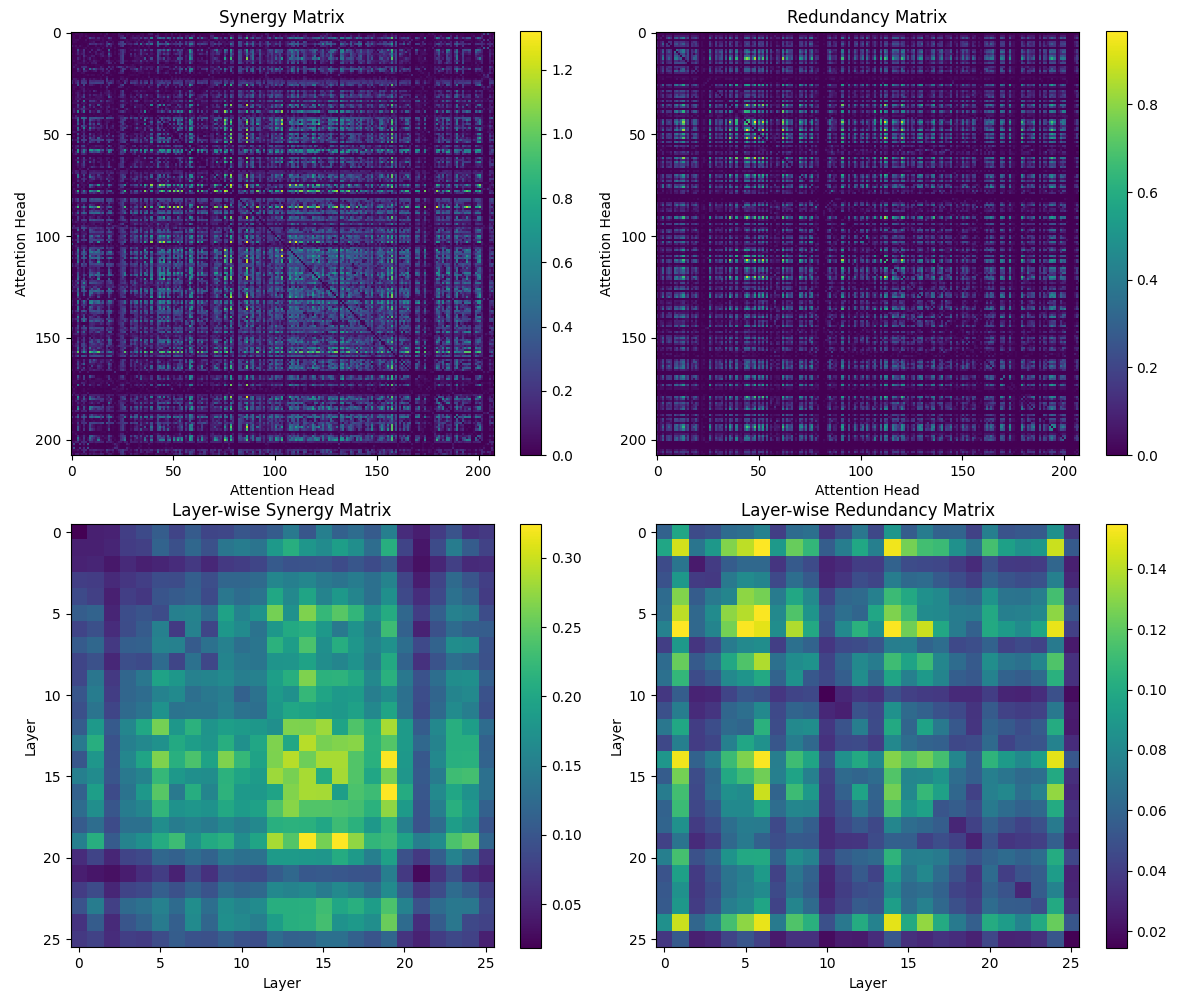 Synergy Matrix
Attention Head
0
50
100
150
200
0 50 100 150 200
Attention Head
1.2
1.0
0.8
0.6
0.4
0.2
0.0
Redundancy Matrix
Attention Head
0
50
100
150
200
0 50 100 150 200
Attention Head
0.8
0.6
0.4
0.2
0.0
Layer-wise Synergy Matrix
Layer
0
5
10
15
20
25
0 5 10 15 20 25
Layer
0.30
0.25
0.20
0.15
0.10
0.05
Layer-wise Redundancy Matrix
Layer
0
5
10
15
20
25
0 5 10 15 20 25
Layer
0.14
0.12
0.10
0.08
0.06
0.04
0.02